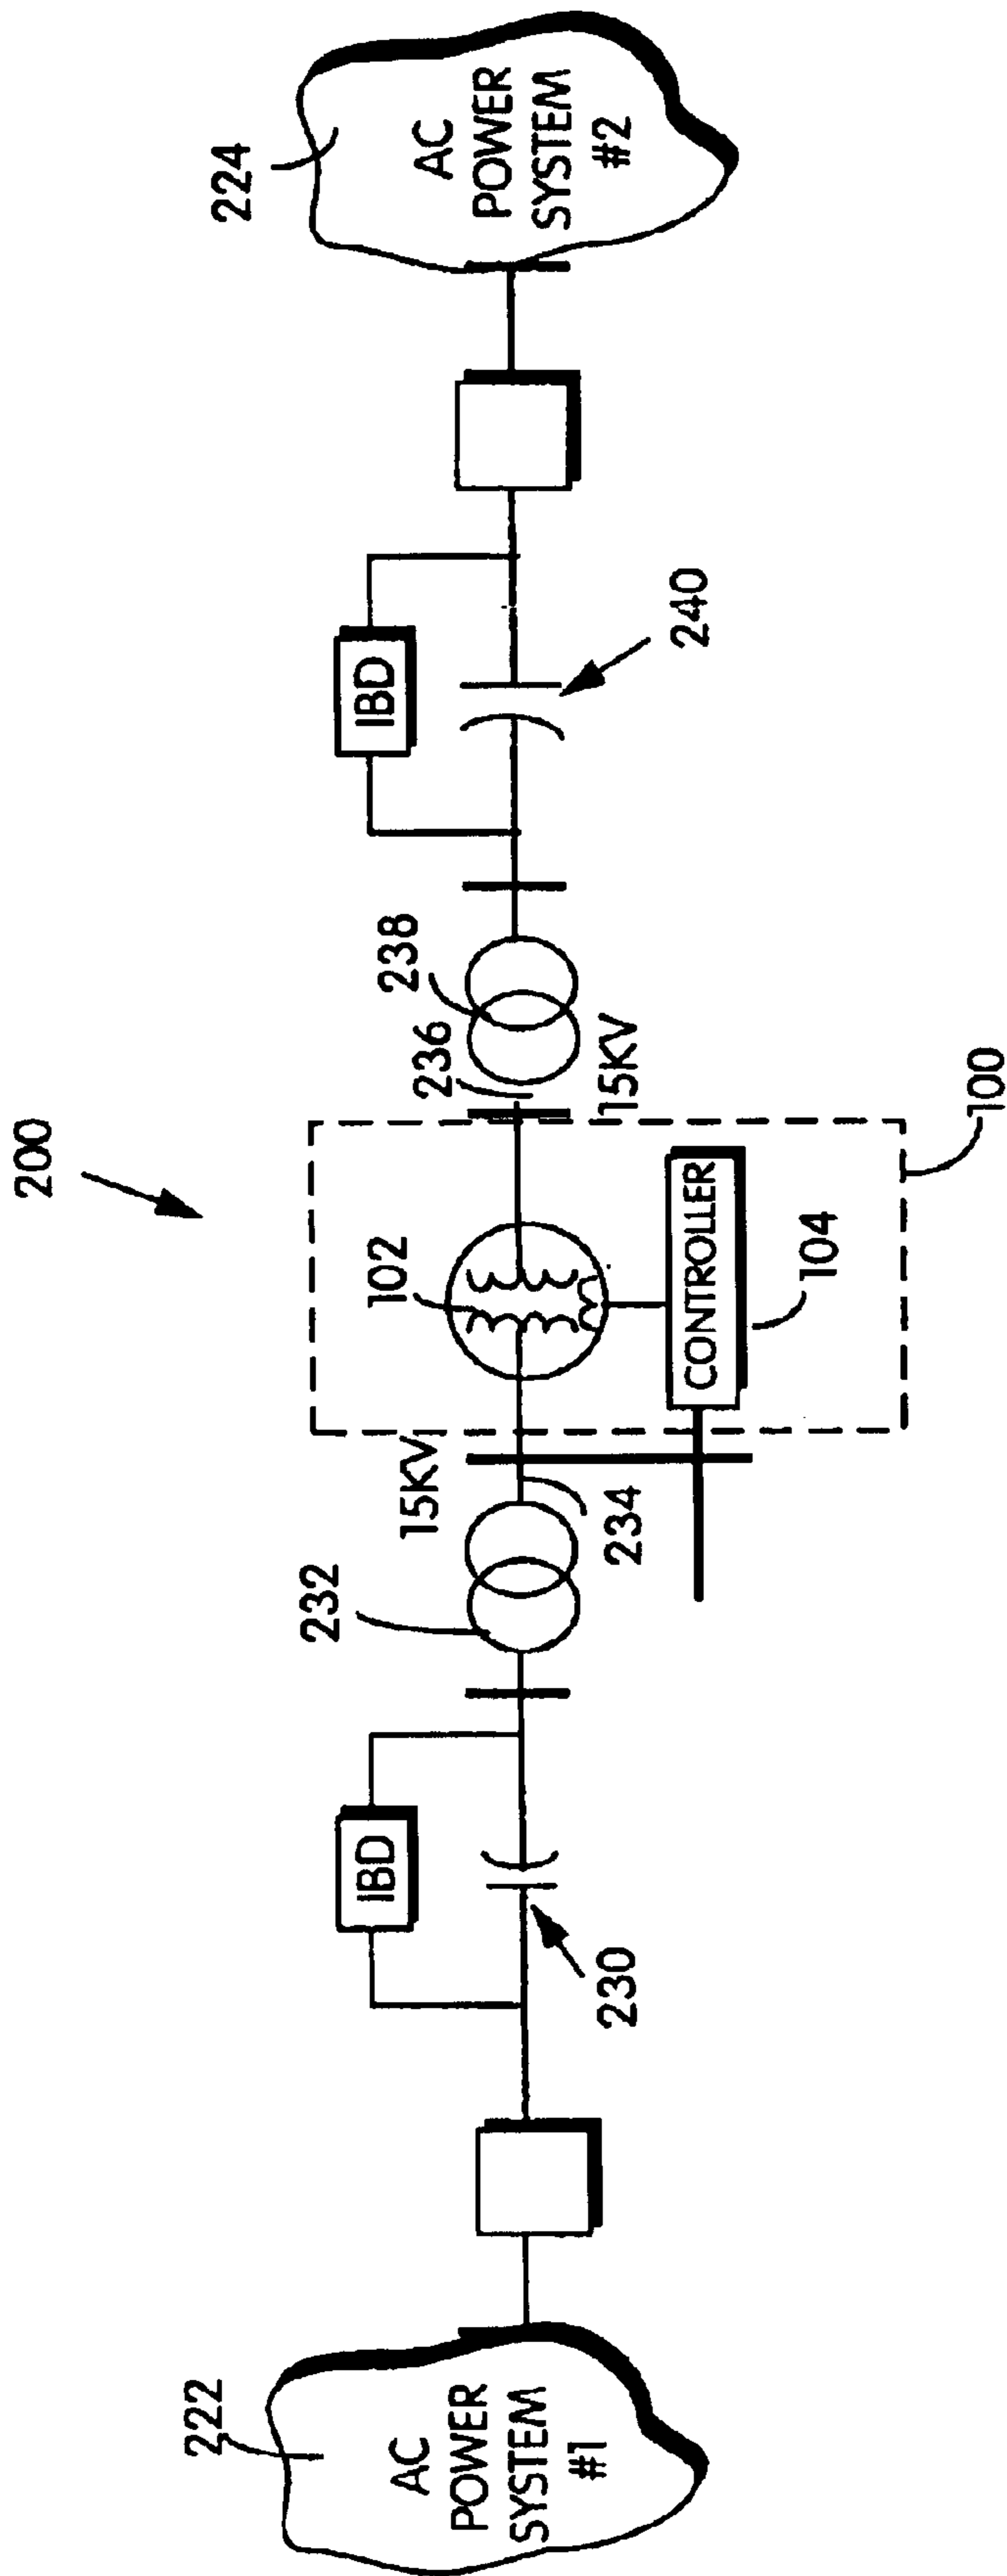 200
222
AC
POWER
SYSTEM
#1
IBD
230
232
15KV
234
102
CONTROLLER
104
100
236
15KV
238
IBD
240
224
AC
POWER
SYSTEM
#2